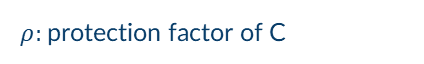 ρ: protection factor of C